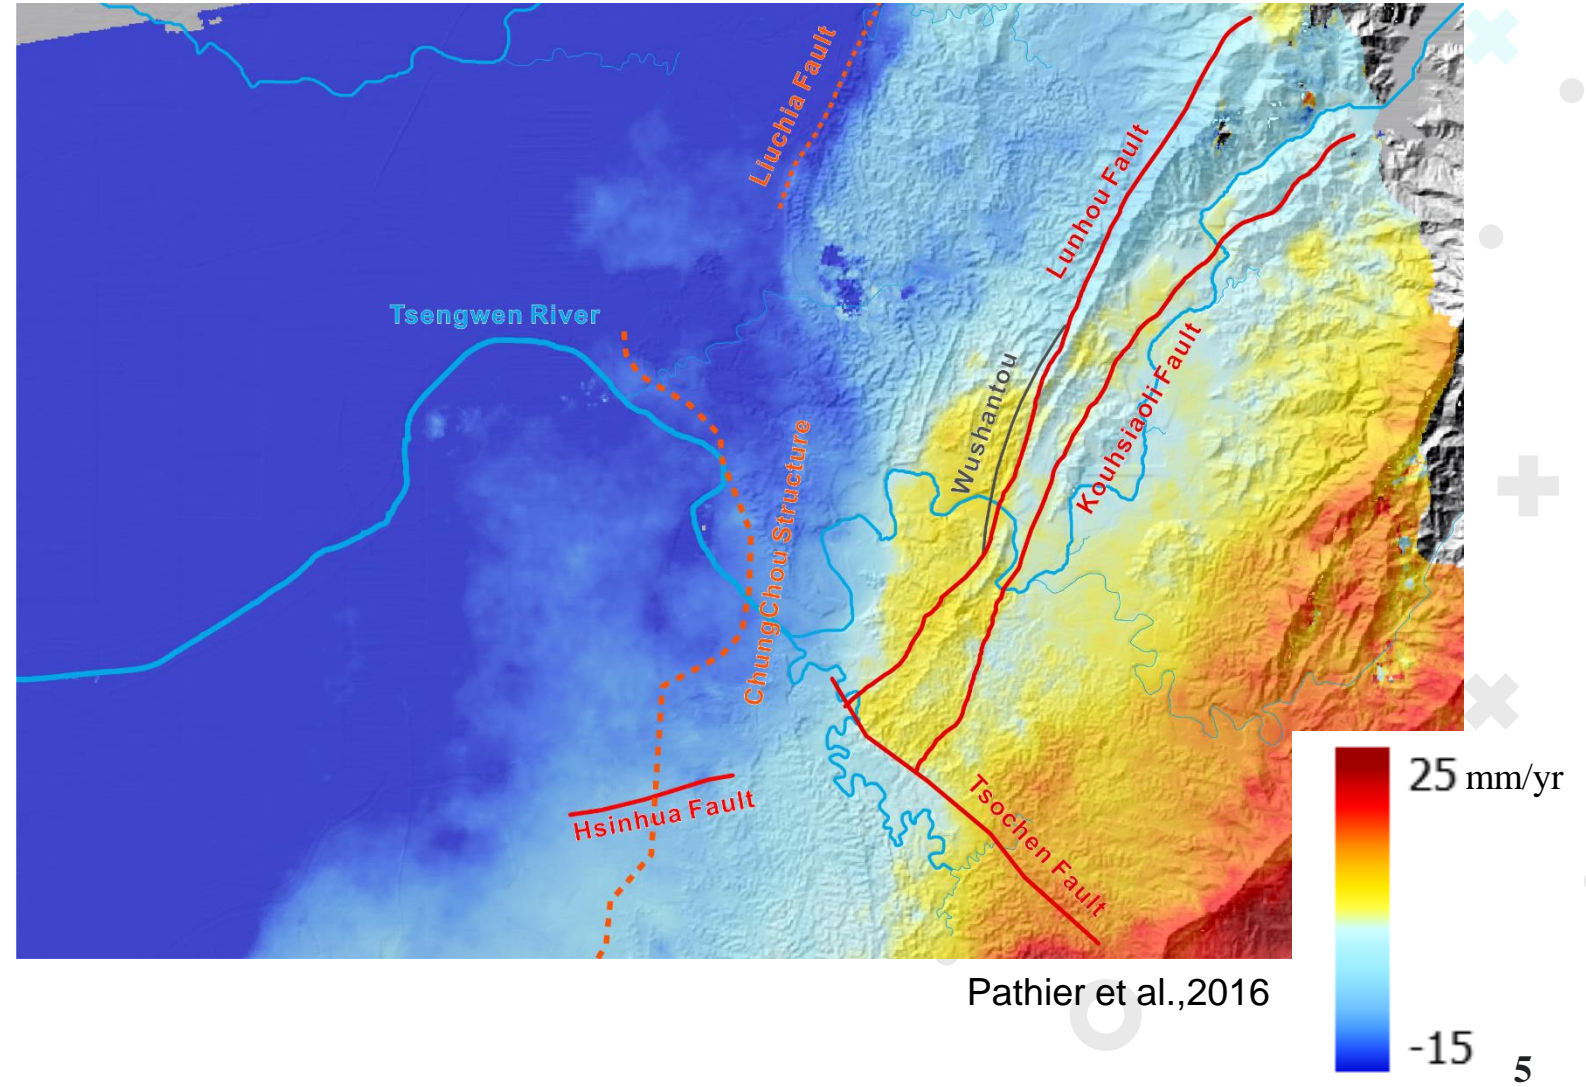 Liuchia Fault
Lunhou Fault
Tsengwen River
Wushantou
Kouhsiaoli Fault
ChungChou Structure
Hsinhua Fault
Tsochen Fault
25 mm/yr
-15
Pathier et al.,2016
5